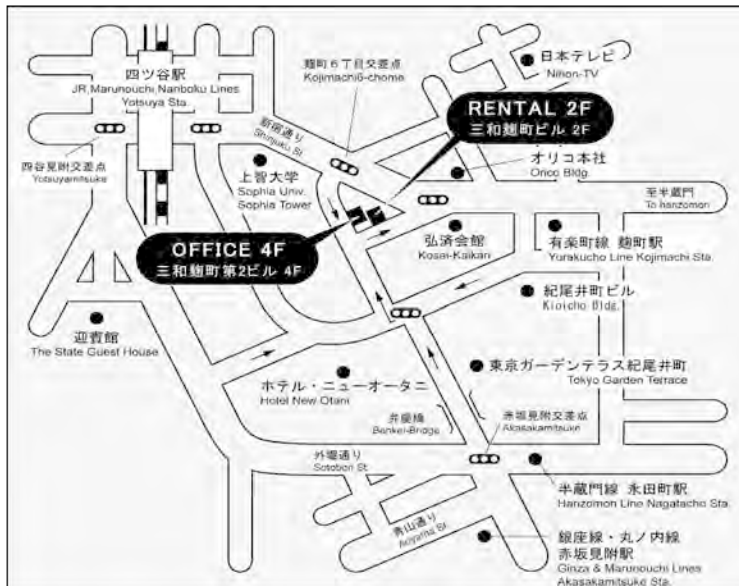 四ツ谷駅
JR,Marunouchi,Nanboku Lines
Yotsuya Sta.
麹町6丁目交差点
Kojimachi6-chome
日本テレビ
Nihon-TV
RENTAL 2F
三和麹町ビル 2F
新宿通り
Shinjuku St.
四谷見附交差点
Yotsuyamitsuke
上智大学
Sophia Univ.
Sophia Tower
オリコ本社
Orico Bldg.
至半蔵門
To hanzomon
OFFICE 4F
三和麹町第2ビル 4F
弘済会館
Kosai-Kaikan
有楽町線 麹町駅
Yurakucho Line Kojimachi Sta.
紀尾井町ビル
Kioicho Bldg.
迎賓館
The State Guest House
ホテル・ニューオータニ
Hotel New Otani
東京ガーデンテラス紀尾井町
Tokyo Garden Terrace
弁慶橋
Benkei-Bridge
赤坂見附交差点
Akasakamitsuke
外堀通り
Sotobori St.
半蔵門線 永田町駅
Hanzomon Line Nagatacho Sta.
青山通り
Aoyama St.
銀座線・丸ノ内線
赤坂見附駅
Ginza & Marunouchi Lines
Akasakamitsuke Sta.